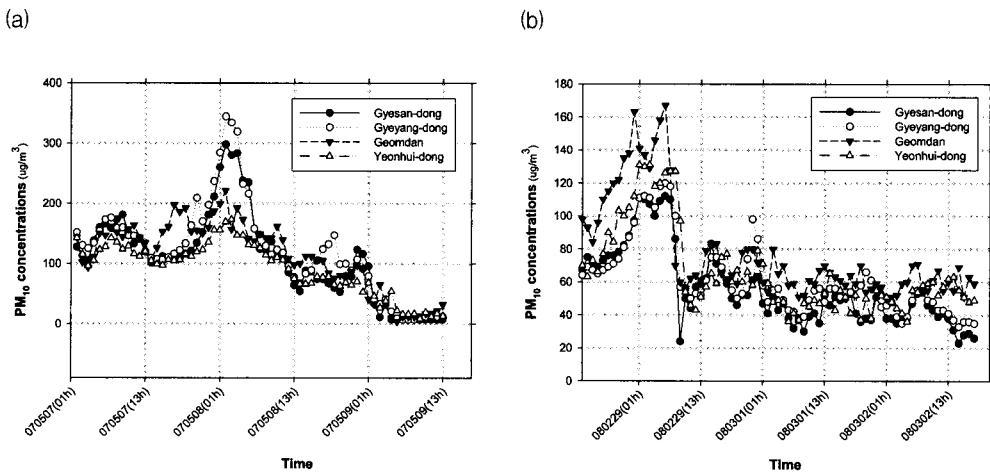 (a)
400
300
200
100
0
PM10 concentrations (ug/m3)
Gyesan-dong
Gyeyang-dong
Geomdan
Yeonhui-dong
070507(01h)
070507(13h)
070508(01h)
070508(13h)
070509(01h)
070509(13h)
Time
(b)
180
160
140
120
100
80
60
40
20
0
PM10 concentrations (ug/m3)
Gyesan-dong
Gyeyang-dong
Geomdan
Yeonhui-dong
080229(01h)
080229(13h)
080301(01h)
080301(13h)
080302(01h)
080302(13h)
Time